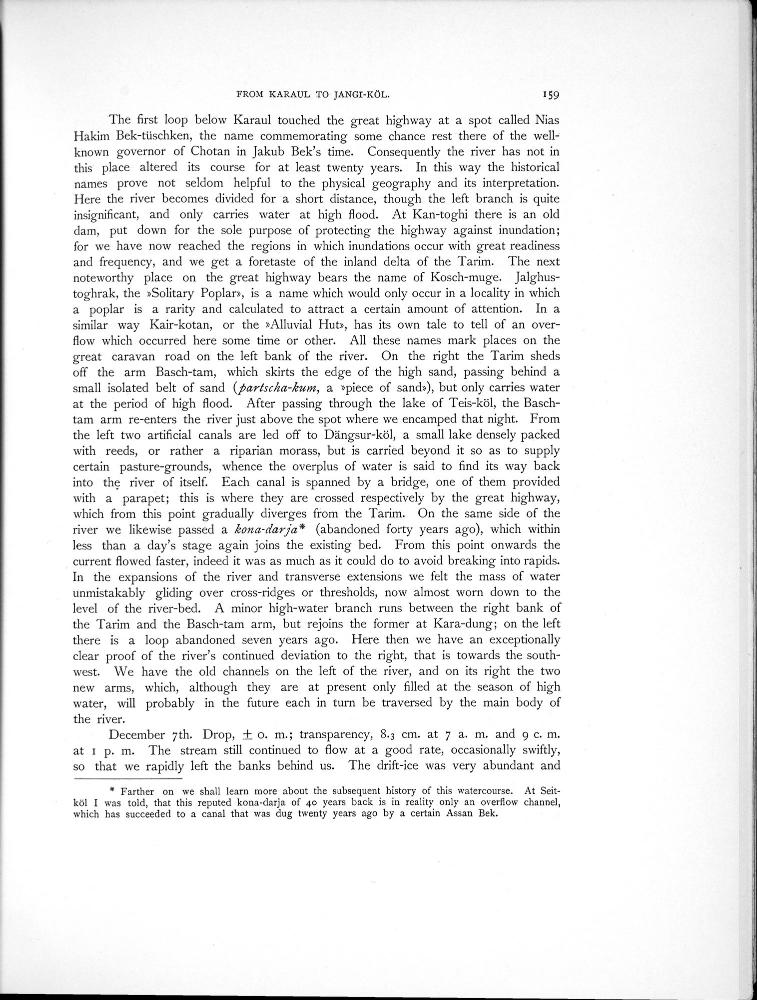 FROM KARAUL TO JANGI-KÖL. 159
The first loop below Karaul touched the great highway at a spot called Nias
Hakim Bek-tüschken, the name commemorating some chance rest there of the well-
known governor of Chotan in Jakub Bek's time. Consequently the river has not in
this place altered its course for at least twenty years. In this way the historical
names prove not seldom helpful to the physical geography and its interpretation.
Here the river becomes divided for a short distance, though the left branch is quite
insignificant, and only carries water at high flood. At Kan-toghi there is an old
dam, put down for the sole purpose of protecting the highway against inundation;
for we have now reached the regions in which inundations occur with great readiness
and frequency, and we get a foretaste of the inland delta of the Tarim. The next
noteworthy place on the great highway bears the name of Kosch-muge. Jalghus-
toghrak, the »Solitary Poplar», is a name which would only occur in a locality in which
a poplar is a rarity and calculated to attract a certain amount of attention. In a
similar way Kair-kotan, or the »Alluvial Hut», has its own tale to tell of an over-
flow which occurred here some time or other. All these names mark places on the
great caravan road on the left bank of the river. On the right the Tarim sheds
off the arm Basch-tam, which skirts the edge of the high sand, passing behind a
small isolated belt of sand (partscha-kum, a »piece of sand»), but only carries water
at the period of high flood. After passing through the lake of Teis-köl, the Basch-
tam arm re-enters the river just above the spot where we encamped that night. From
the left two artificial canals are led off to Dängsur-köl, a small lake densely packed
with reeds, or rather a riparian morass, but is carried beyond it so as to supply
certain pasture-grounds, whence the overplus of water is said to find its way back
into the river of itself. Each canal is spanned by a bridge, one of them provided
with a parapet; this is where they are crossed respectively by the great highway,
which from this point gradually diverges from the Tarim. On the same side of the
river we likewise passed a kona-darja* (abandoned forty years ago), which within
less than a day's stage again joins the existing bed. From this point onwards the
current flowed faster, indeed it was as much as it could do to avoid breaking into rapids.
In the expansions of the river and transverse extensions we felt the mass of water
unmistakably gliding over cross-ridges or thresholds, now almost worn down to the
level of the river-bed. A minor high-water branch runs between the right bank of
the Tarim and the Basch-tam arm, but rejoins the former at Kara-dung; on the left
there is a loop abandoned seven years ago. Here then we have an exceptionally
clear proof of the river's continued deviation to the right, that is towards the south-
west. We have the old channels on the left of the river, and on its right the two
new arms, which, although they are at present only filled at the season of high
water, will probably in the future each in turn be traversed by the main body of
the river.
December 7th. Drop, ± 0. m.; transparency, 8.3 cm. at 7 a. m. and 9 c. m.
at 1 p. m. The stream still continued to flow at a good rate, occasionally swiftly,
so that we rapidly left the banks behind us. The drift-ice was very abundant and
* Farther on we shall learn more about the subsequent history of this watercourse. At Seit-
köl I was told, that this reputed kona-darja of 40 years back is in reality only an overflow channel,
which has succeeded to a canal that was dug twenty years ago by a certain Assan Bek.